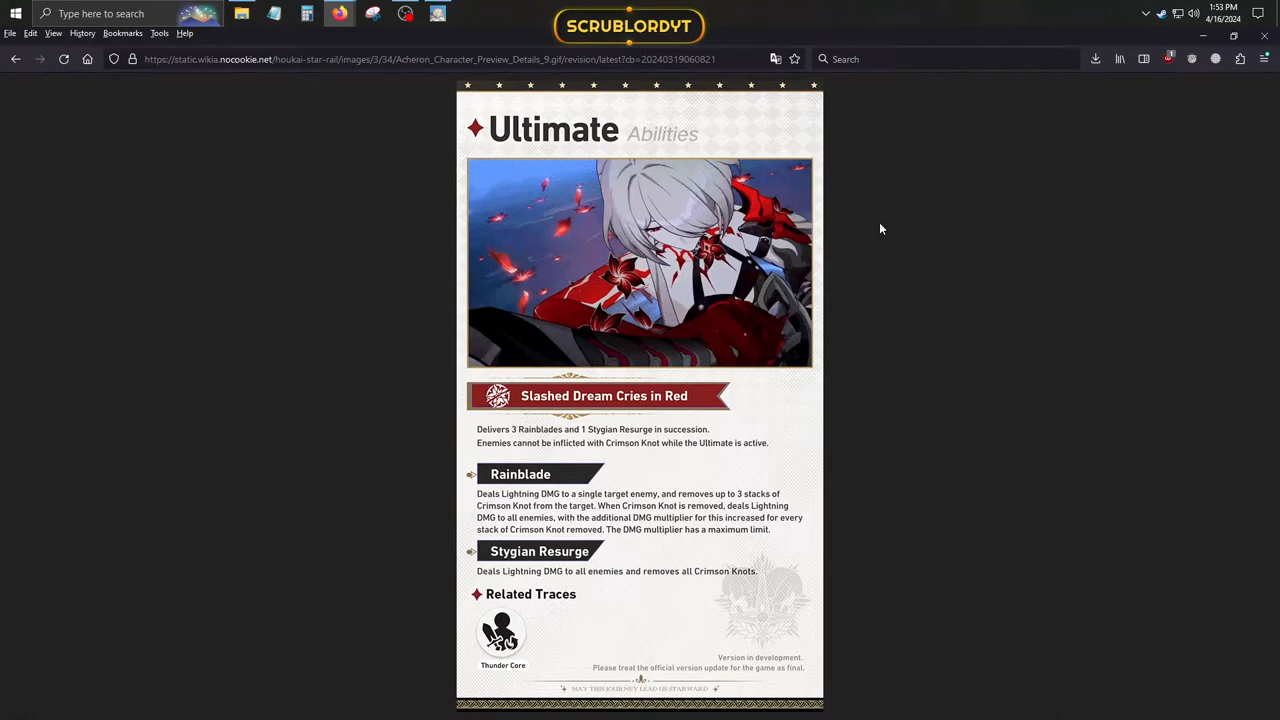 Type here to search
SCRUBLORDYT
1:53 PM
4/16/2024
File Edit View History Bookmarks Tools Help
https://static.wikia.nocookie.net/houkai-star-rail/images/3/34/Acheron_Character_Preview_Details_9.gif/revision/latest?cb=20240319060821
Search
Ultimate Abilities
Slashed Dream Cries in Red
Delivers 3 Rainblades and 1 Stygian Resurge in succession.
Enemies cannot be inflicted with Crimson Knot while the Ultimate is active.
Rainblade
Deals Lightning DMG to a single target enemy, and removes up to 3 stacks of
Crimson Knot from the target. When Crimson Knot is removed, deals Lightning
DMG to all enemies, with the additional DMG multiplier for this increased for every
stack of Crimson Knot removed. The DMG multiplier has a maximum limit.
Stygian Resurge
Deals Lightning DMG to all enemies and removes all Crimson Knots.
Related Traces
Thunder Core
Version in development.
Please treat the official version update for the game as final.
MAY THIS JOURNEY LEAD US STARWARD